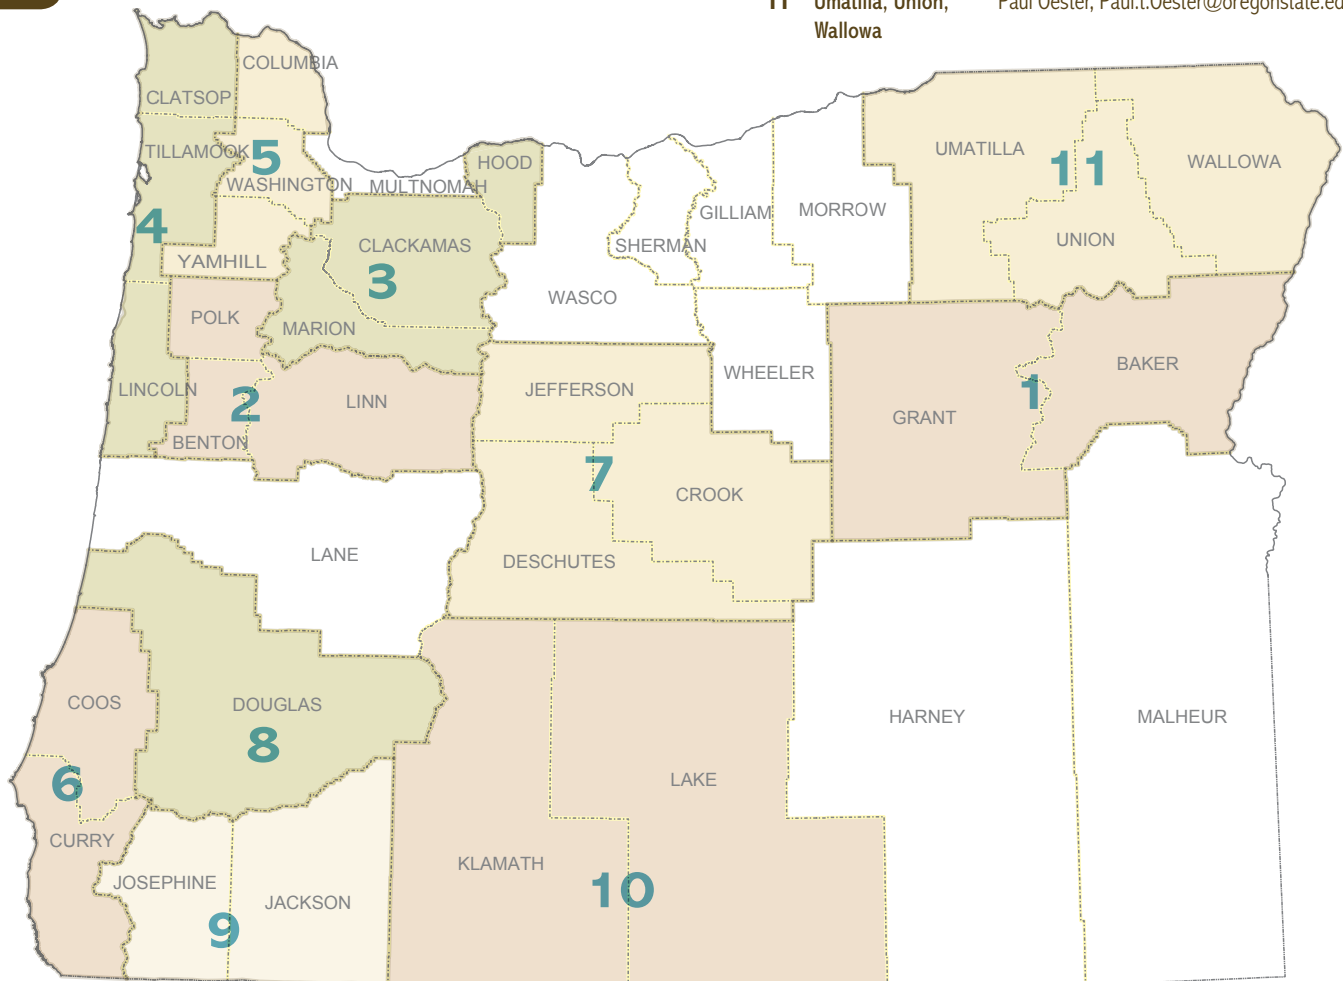 11 Umatilla, Union, Paul Oester, Paul.t.Oester@oregonstate.ed
Wallowa
COLUMBIA
CLATSOP
TILLAMOOK
5
WASHINGTON
MULTNOMAH
HOOD
UMATILLA
11
WALLOWA
GILLIAM
MORROW
4
CLACKAMAS
SHERMAN
UNION
YAMHILL
3
WASCO
POLK
MARION
WHEELER
BAKER
LINCOLN
2
LINN
JEFFERSON
GRANT
1
BENTON
7
CROOK
LANE
DESCHUTES
COOS
DOUGLAS
8
HARNEY
MALHEUR
6
LAKE
CURRY
KLAMATH
10
JOSEPHINE
JACKSON
9